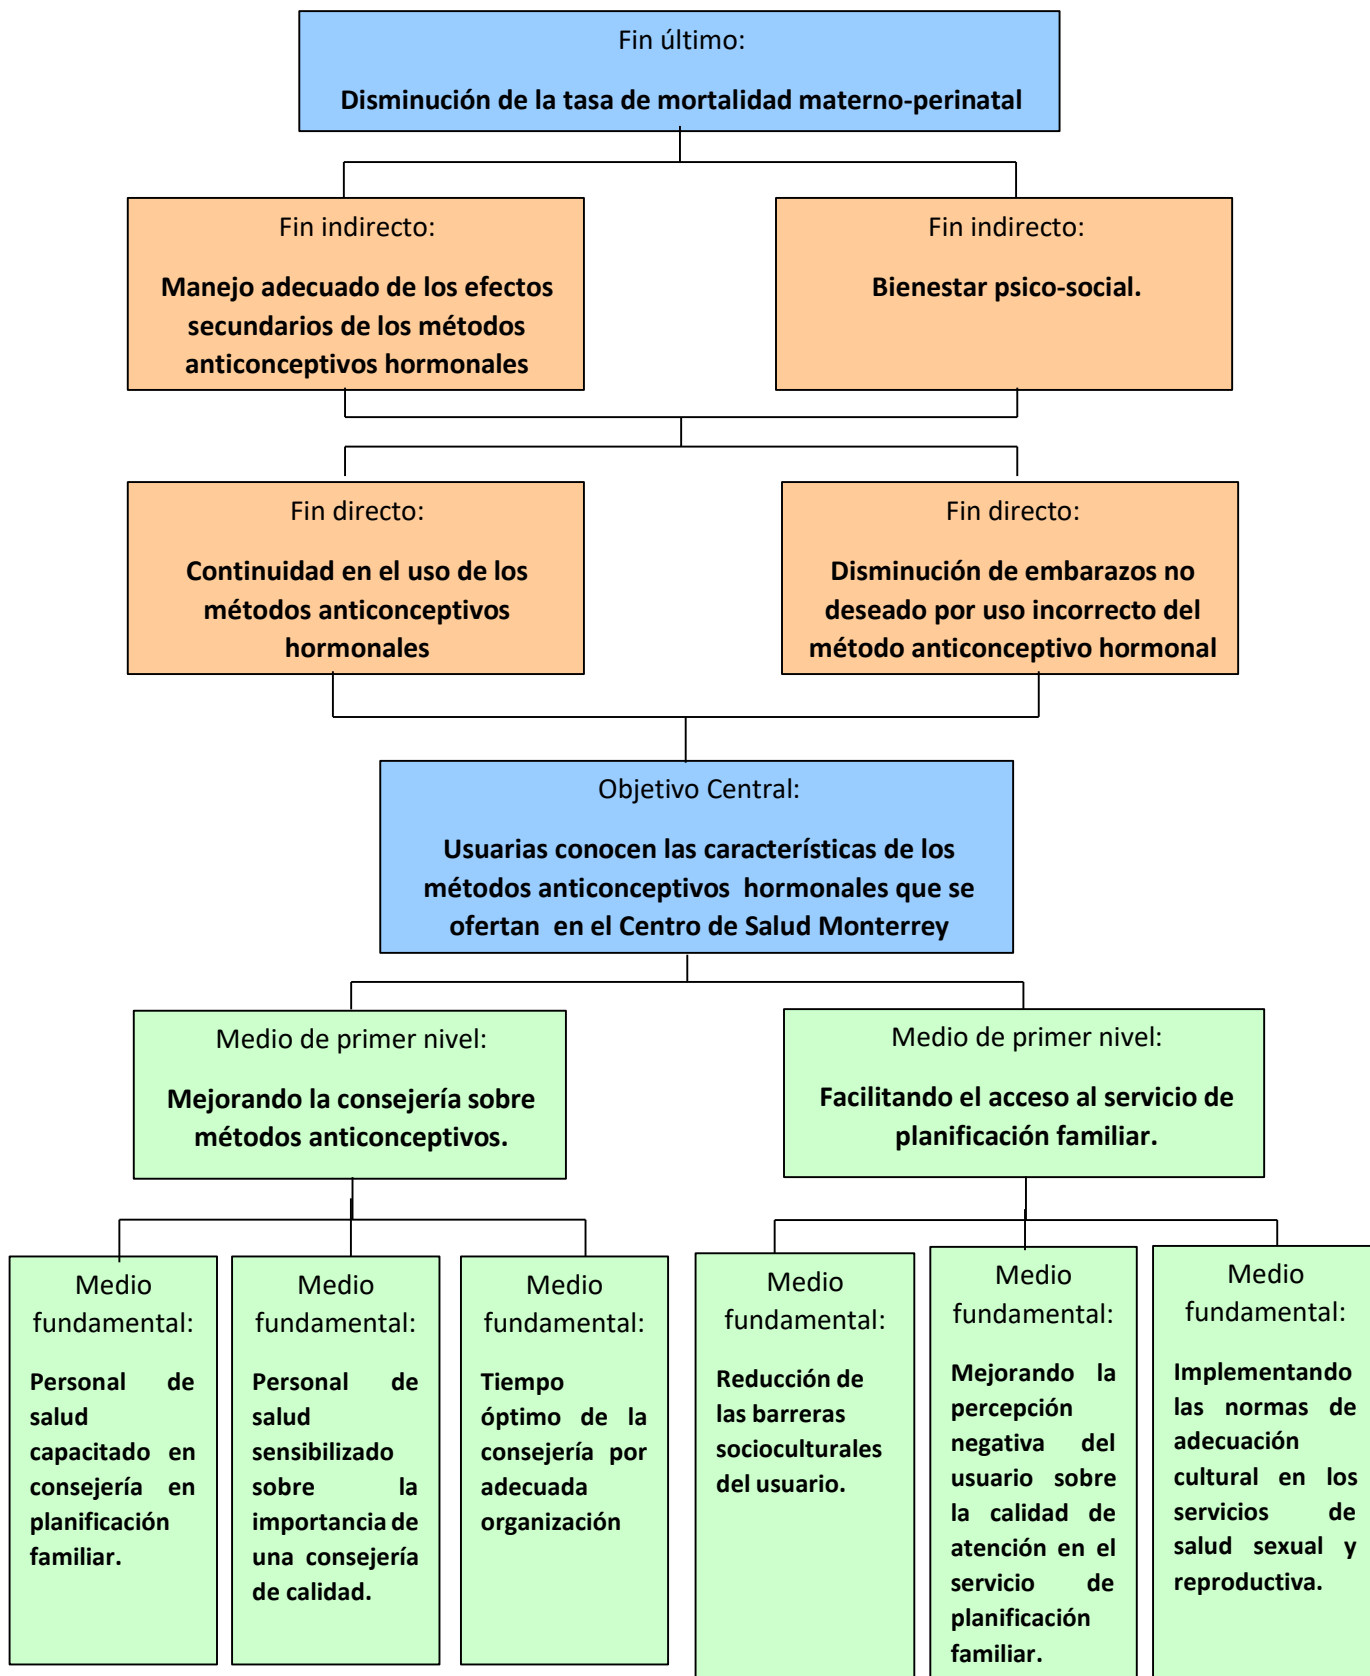 Fin último:
Disminución de la tasa de mortalidad materno-perinatal
Fin indirecto:
Manejo adecuado de los efectos
secundarios de los métodos
anticonceptivos hormonales
Fin indirecto:
Bienestar psico-social.
Fin directo:
Continuidad en el uso de los
métodos anticonceptivos
hormonales
Fin directo:
Disminución de embarazos no
deseado por uso incorrecto del
método anticonceptivo hormonal
Objetivo Central:
Usuarias conocen las características de los
métodos anticonceptivos hormonales que se
ofertan en el Centro de Salud Monterrey
Medio de primer nivel:
Mejorando la consejería sobre
métodos anticonceptivos.
Medio de primer nivel:
Facilitando el acceso al servicio de
planificación familiar.
Medio
fundamental:
Personal de
salud
capacitado en
consejería en
planificación
familiar.
Medio
fundamental:
Personal de
salud
sensibilizado
sobre la
importancia de
una consejería
de calidad.
Medio
fundamental:
Tiempo
óptimo de la
consejería por
adecuada
organización
Medio
fundamental:
Reducción de
las barreras
socioculturales
del usuario.
Medio
fundamental:
Mejorando la
percepción
negativa del
usuario sobre
la calidad de
atención en el
servicio de
planificación
familiar.
Medio
fundamental:
Implementando
las normas de
adecuación
cultural en los
servicios de
salud sexual y
reproductiva.